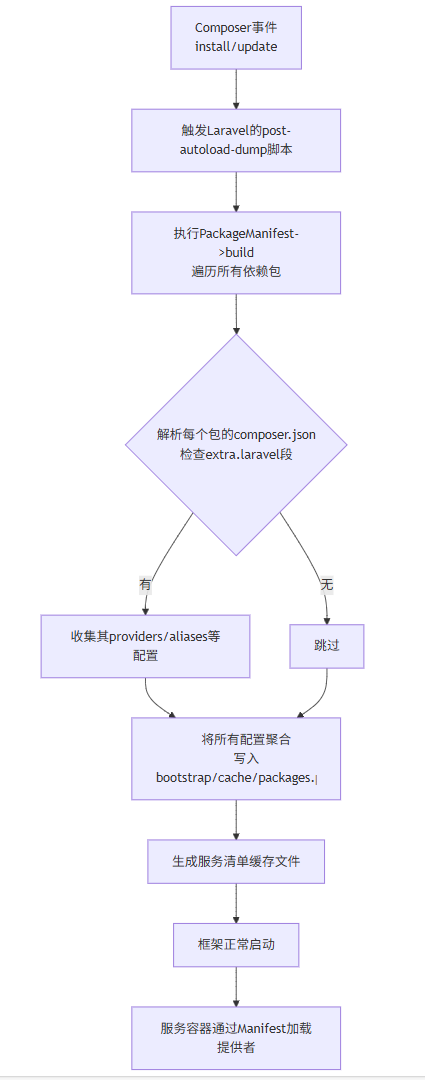 Composer事件
install/update
触发Laravel的post-
autoload-dump脚本
执行PackageManifest-
>build
遍历所有依赖包
解析每个包的composer.json
检查extra.laravel段
有
无
收集其providers/aliases等
配置
跳过
将所有配置聚合
写入
bootstrap/cache/packages.
生成服务清单缓存文件
框架正常启动
服务容器通过Manifest加载
提供者